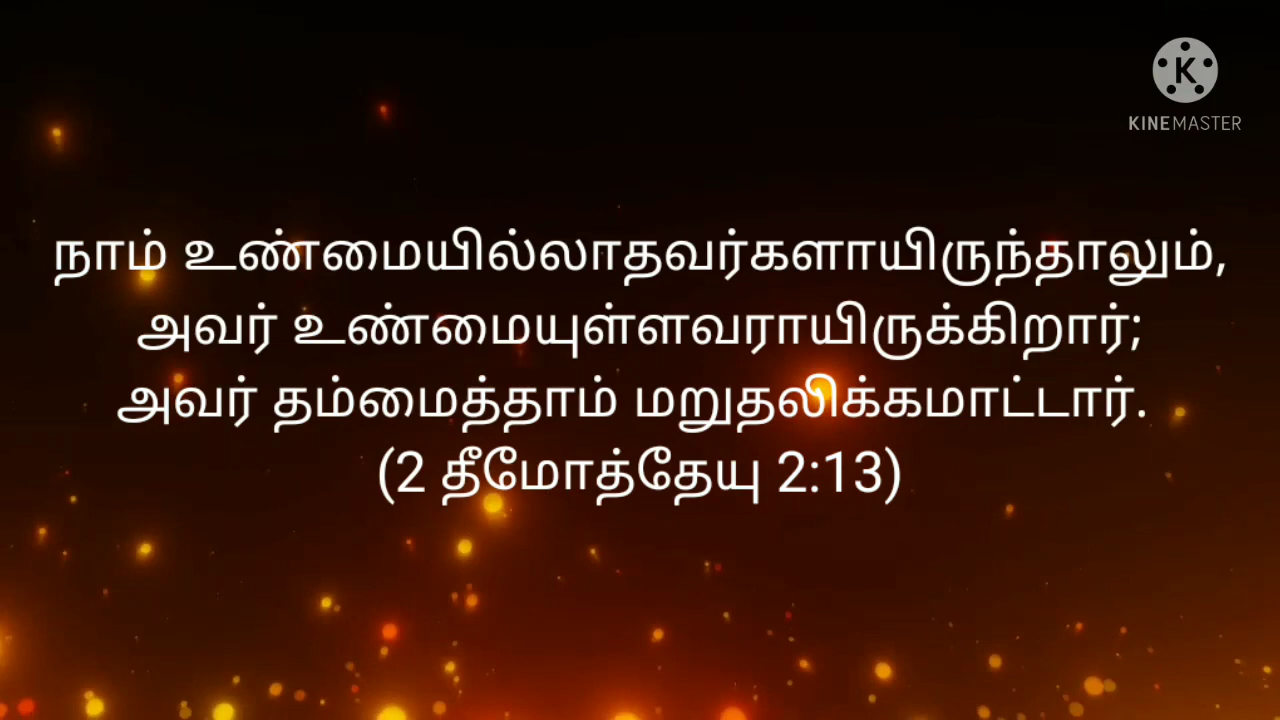 KINEMASTER
நாம் உண்மையில்லாதவர்களாயிருந்தாலும்,
அவர் உண்மையுள்ளவராயிருக்கிறார்;
அவர் தம்மைத்தாம் மறுதலிக்கமாட்டார்.
(2 தீமோத்தேயு 2:13)